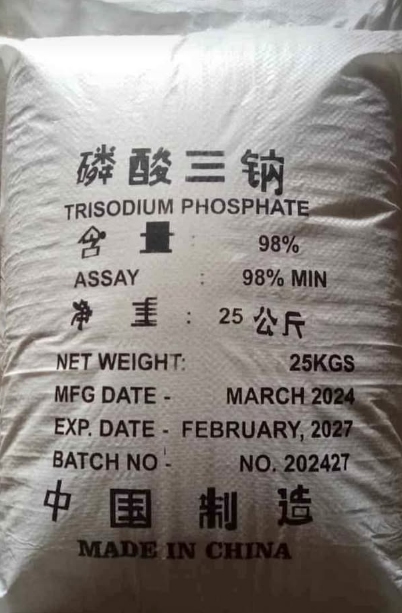 磷酸三钠
TRISODIUM PHOSPHATE
含量: 98%
ASSAY : 98% MIN
净重: 25公斤
NET WEIGHT: 25KGS
MFG DATE - MARCH 2024
EXP. DATE - FEBRUARY, 2027
BATCH NO - NO. 202427
中国制造
MADE IN CHINA